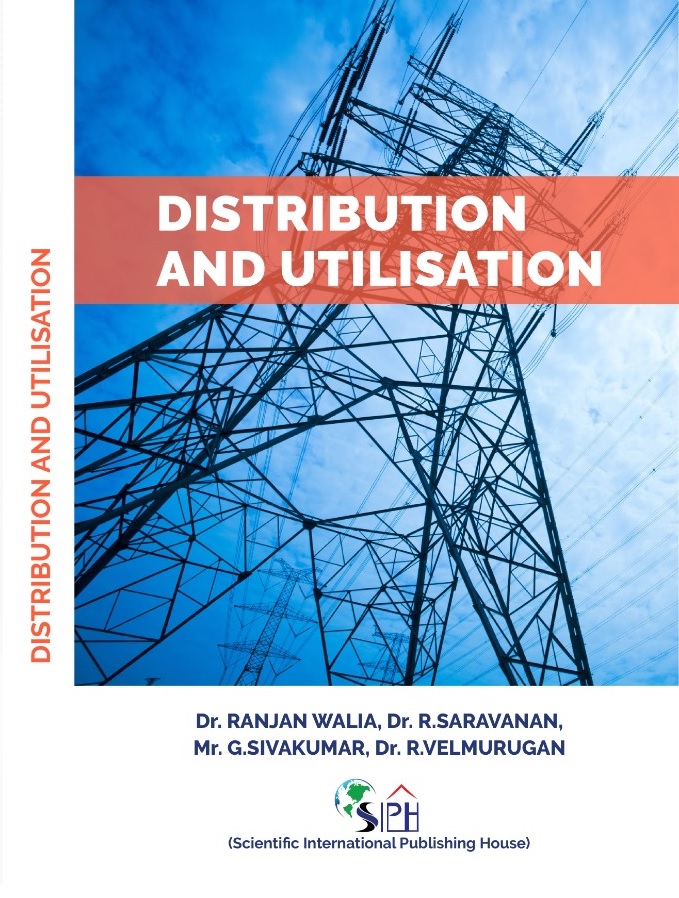 DISTRIBUTION
AND UTILISATION
DISTRIBUTION AND UTILISATION
Dr. RANJAN WALIA, Dr. R.SARAVANAN,
Mr. G.SIVAKUMAR, Dr. R.VELMURUGAN
SIPH
(Scientific International Publishing House)